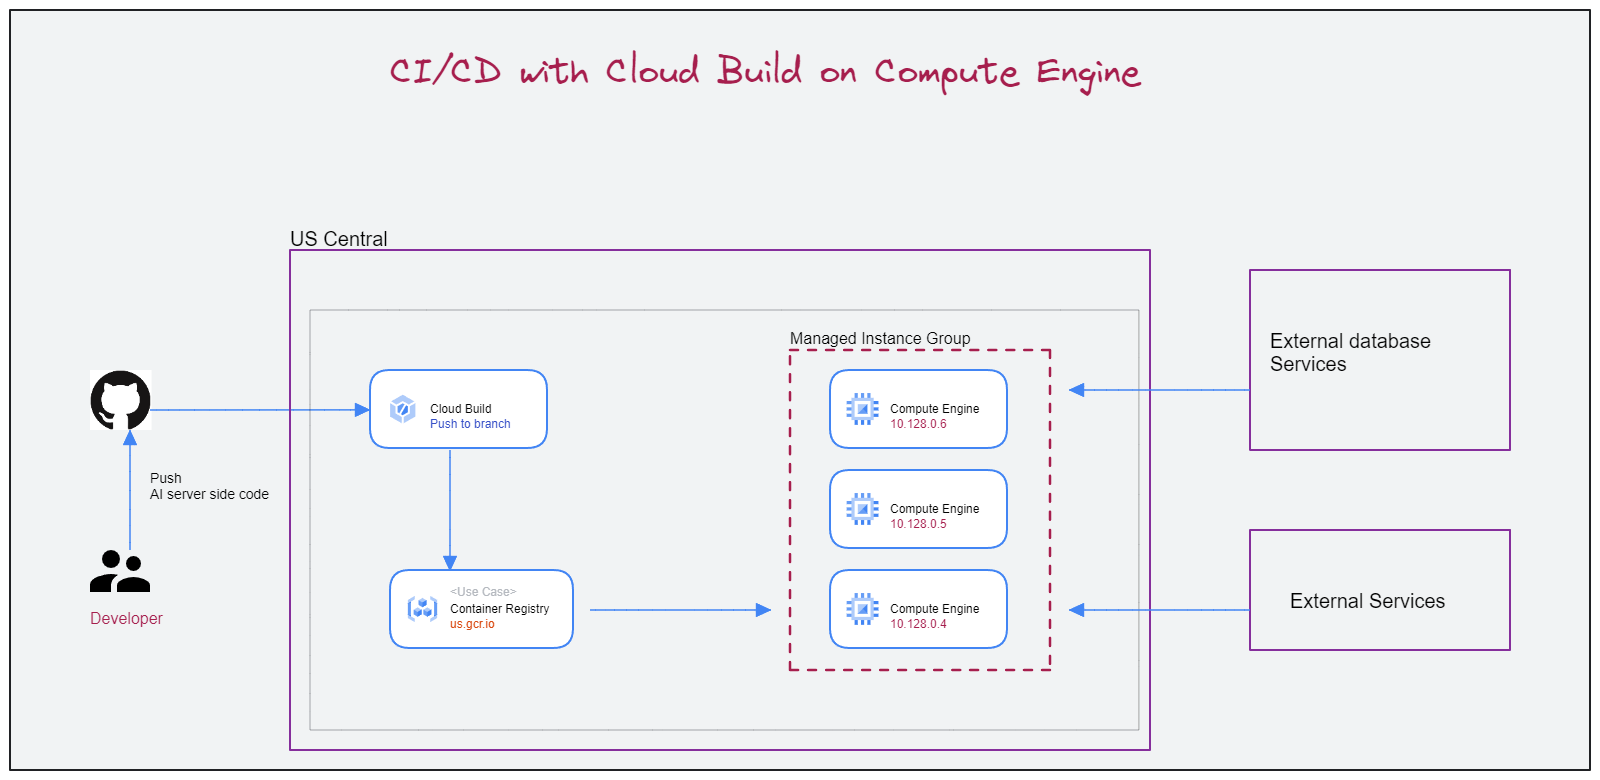 CI/CD with Cloud Build on Compute Engine
US Central
Managed Instance Group
External database
Services
Cloud Build
Push to branch
Compute Engine
10.128.0.6
Push
AI server side code
Compute Engine
10.128.0.5
<Use Case>
Container Registry
us.gcr.io
Compute Engine
10.128.0.4
External Services
Developer